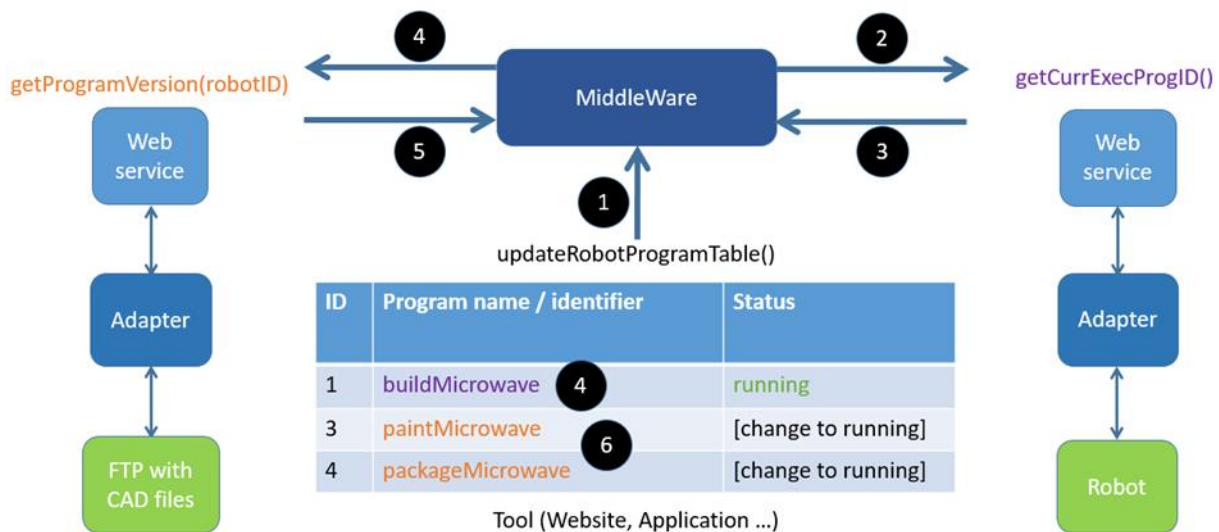 4
2
getProgramVersion(robotID)
MiddleWare
getCurrExecProgID()
Web
service
5
3
Web
service
1
updateRobotProgramTable()
Adapter
ID Program name / identifier Status
Adapter
1 buildMicrowave 4 running
3 paintMicrowave [change to running]
6
4 packageMicrowave [change to running]
FTP with
CAD files
Robot
Tool (Website, Application ...)